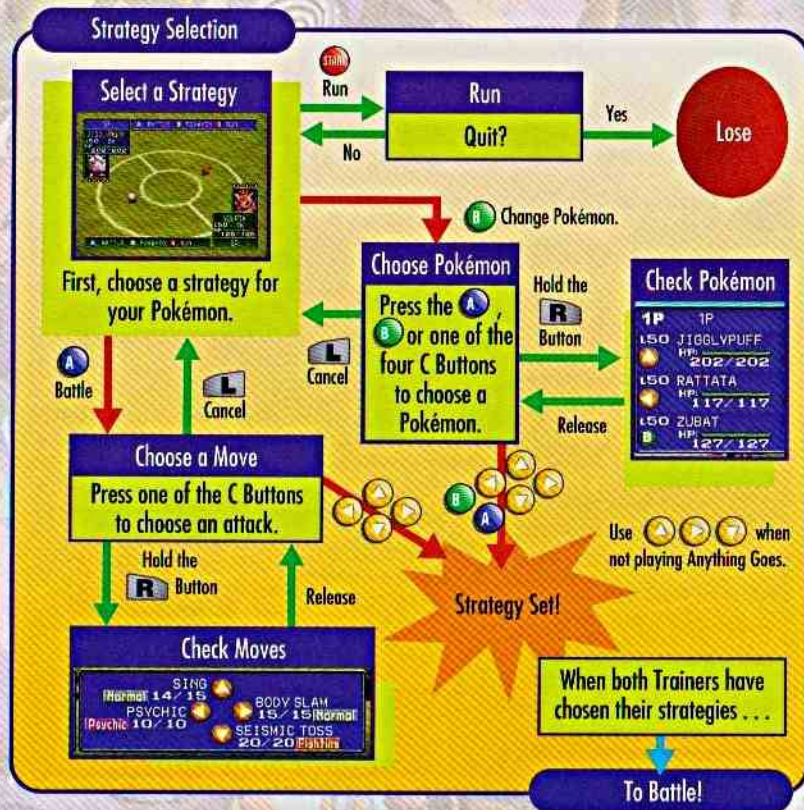 Strategy Selection
Select a Strategy
START
Run
Run
Quit?
Yes
No
Lose
First, choose a strategy for
your Pokémon.
B Change Pokémon.
Choose Pokémon
Press the A,
B or one of the
four C Buttons
to choose a
Pokémon.
Hold the
R
Button
Release
Check Pokémon
1P 1P
L50 JIGGLYPUFF
HP:
202/202
L50 RATTATA
HP:
117/117
L50 ZUBAT
B HP:
127/127
A
Battle
L
Cancel
L
Cancel
Choose a Move
Press one of the C Buttons
to choose an attack.
Hold the
R Button
Release
B
A
Use when
not playing Anything Goes.
Strategy Set!
Check Moves
SING
Normal 14/15
BODY SLAM
15/15 Normal
PSYCHIC
Psychic 10/10
SEISMIC TOSS
20/20 Fighting
When both Trainers have
chosen their strategies . . .
To Battle!